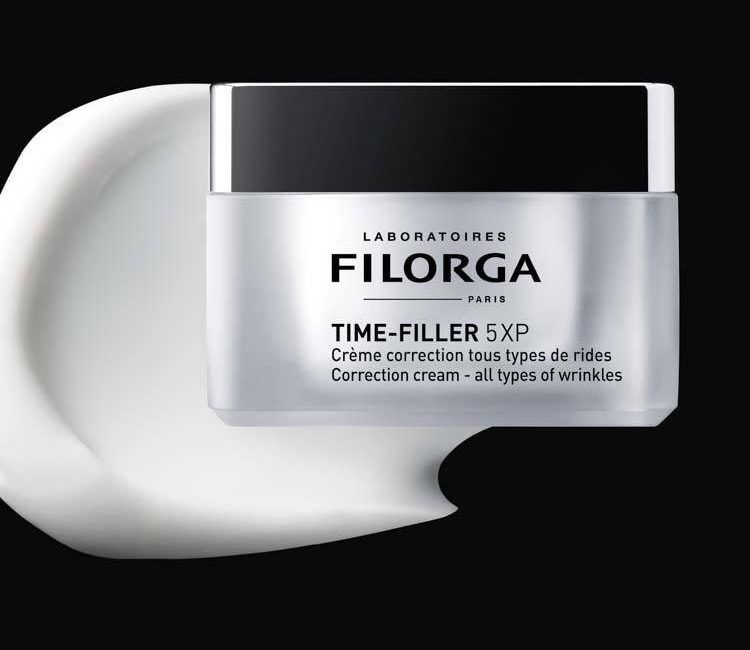 LABORATOIRES
FILORGA
PARIS
TIME-FILLER 5XP
Crème correction tous types de rides
Correction cream - all types of wrinkles